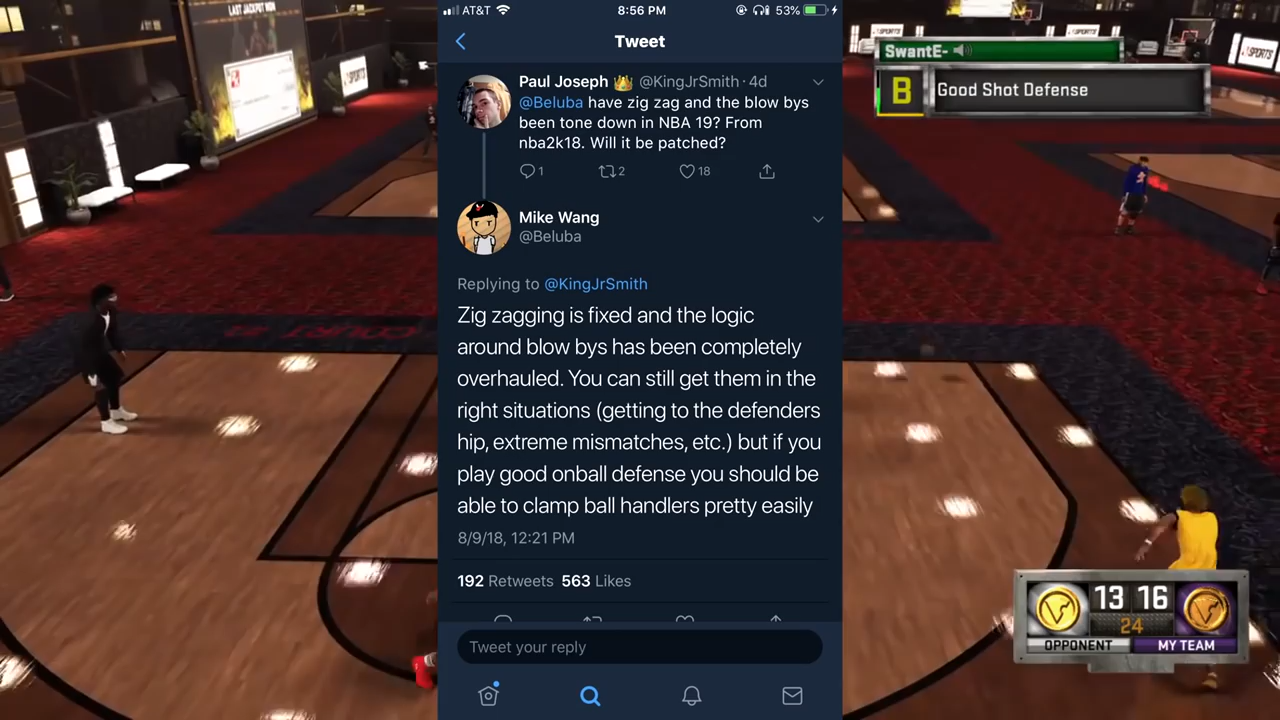 AT&T 8:56 PM 53%
Tweet
Paul Joseph 👑 @KingJrSmith · 4d
@Beluba have zig zag and the blow bys
been tone down in NBA 19? From
nba2k18. Will it be patched?
1 2 18
Mike Wang
@Beluba
Replying to @KingJrSmith
Zig zagging is fixed and the logic
around blow bys has been completely
overhauled. You can still get them in the
right situations (getting to the defenders
hip, extreme mismatches, etc.) but if you
play good onball defense you should be
able to clamp ball handlers pretty easily
8/9/18, 12:21 PM
192 Retweets 563 Likes
Tweet your reply
LAST JACKPOT WON
SwantE-
B Good Shot Defense
13 16
24
OPPONENT MY TEAM